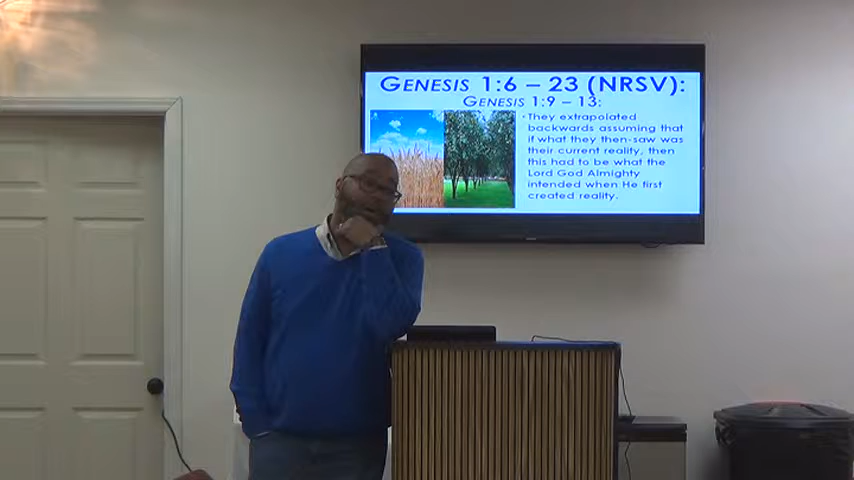 GENESIS 1:6 – 23 (NRSV):
GENESIS 1:9 – 13:
• They extrapolated
backwards assuming that
if what they then-saw was
their current reality, then
this had to be what the
Lord God Almighty
intended when He first
created reality.